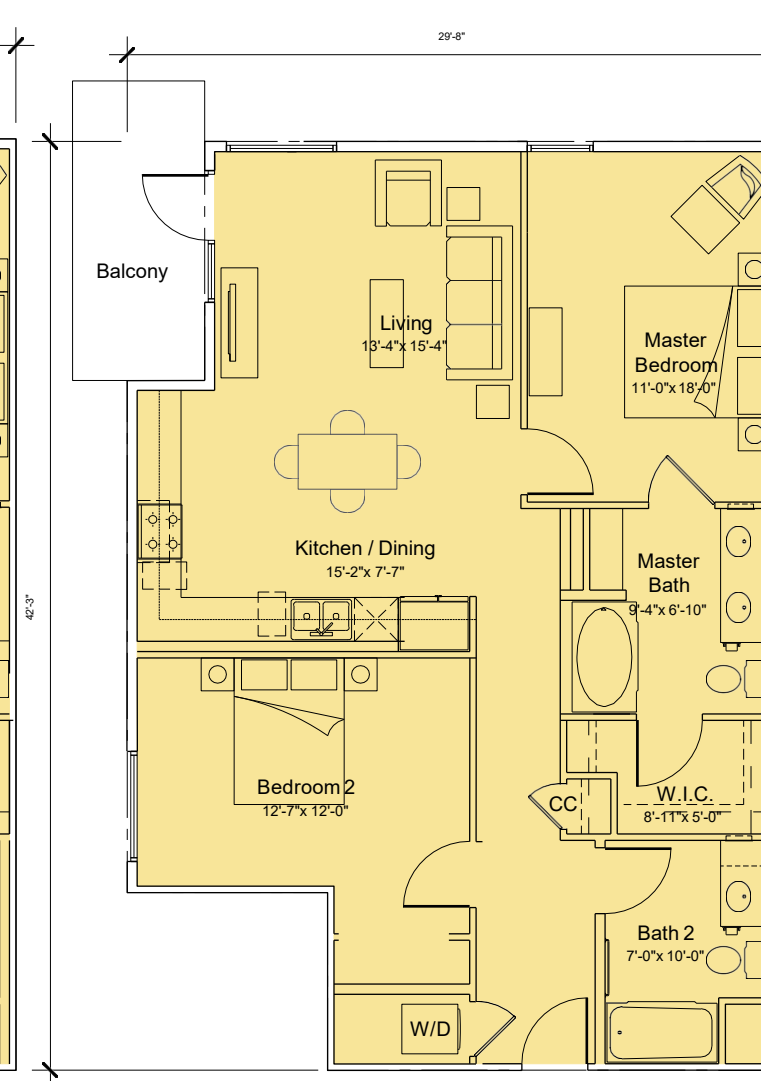 29'-8"
Balcony
Living
13'-4"x 15'-4"
Master
Bedroom
11'-0"x 18'-0"
Kitchen / Dining
15'-2"x 7'-7"
Master
Bath
9'-4"x 6'-10"
42'-3"
Bedroom 2
12'-7"x 12'-0"
CC
W.I.C.
8'-11"x 5'-0"
Bath 2
7'-0"x 10'-0"
W/D